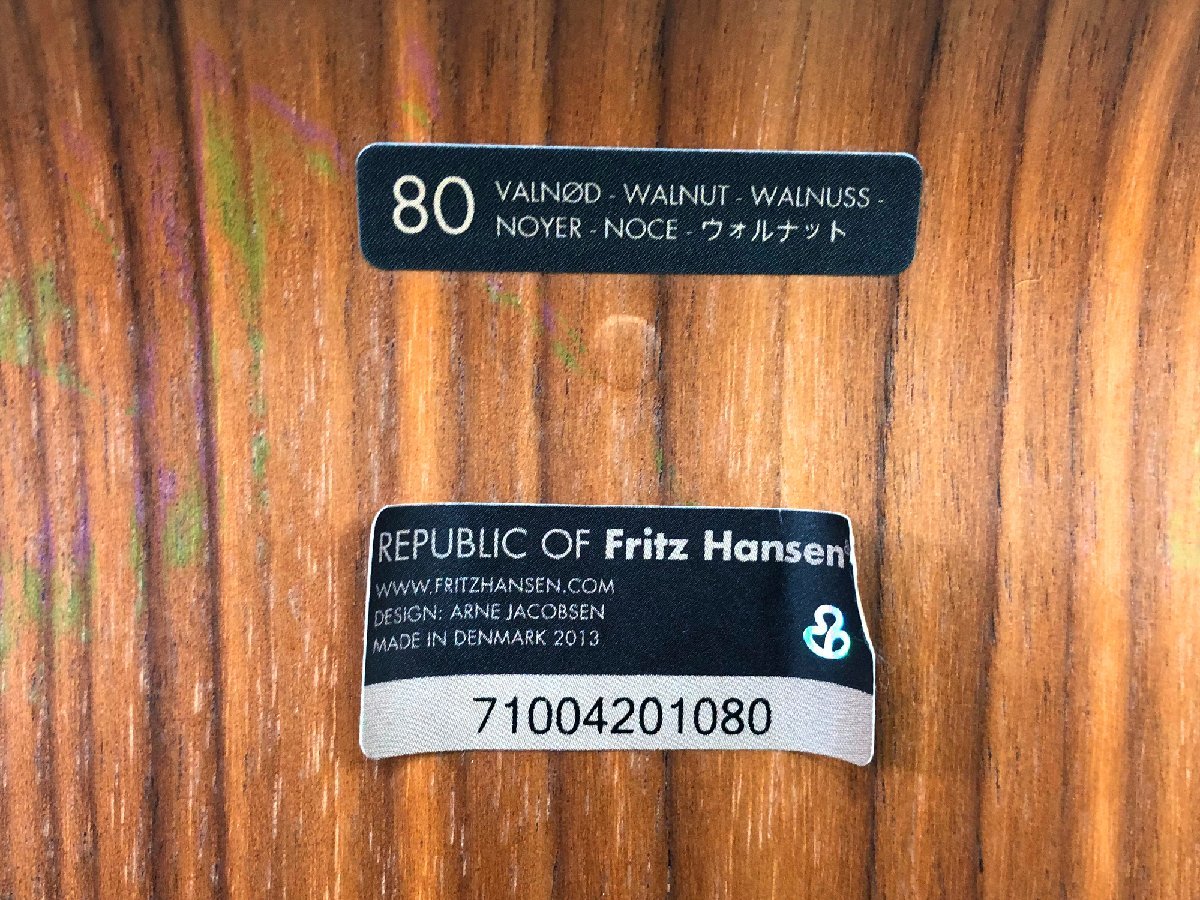 80 VALNØD - WALNUT - WALNUSS -
NOYER - NOCE - ウォルナット
REPUBLIC OF Fritz Hansen®
WWW.FRITZHANSEN.COM
DESIGN: ARNE JACOBSEN
MADE IN DENMARK 2013
71004201080